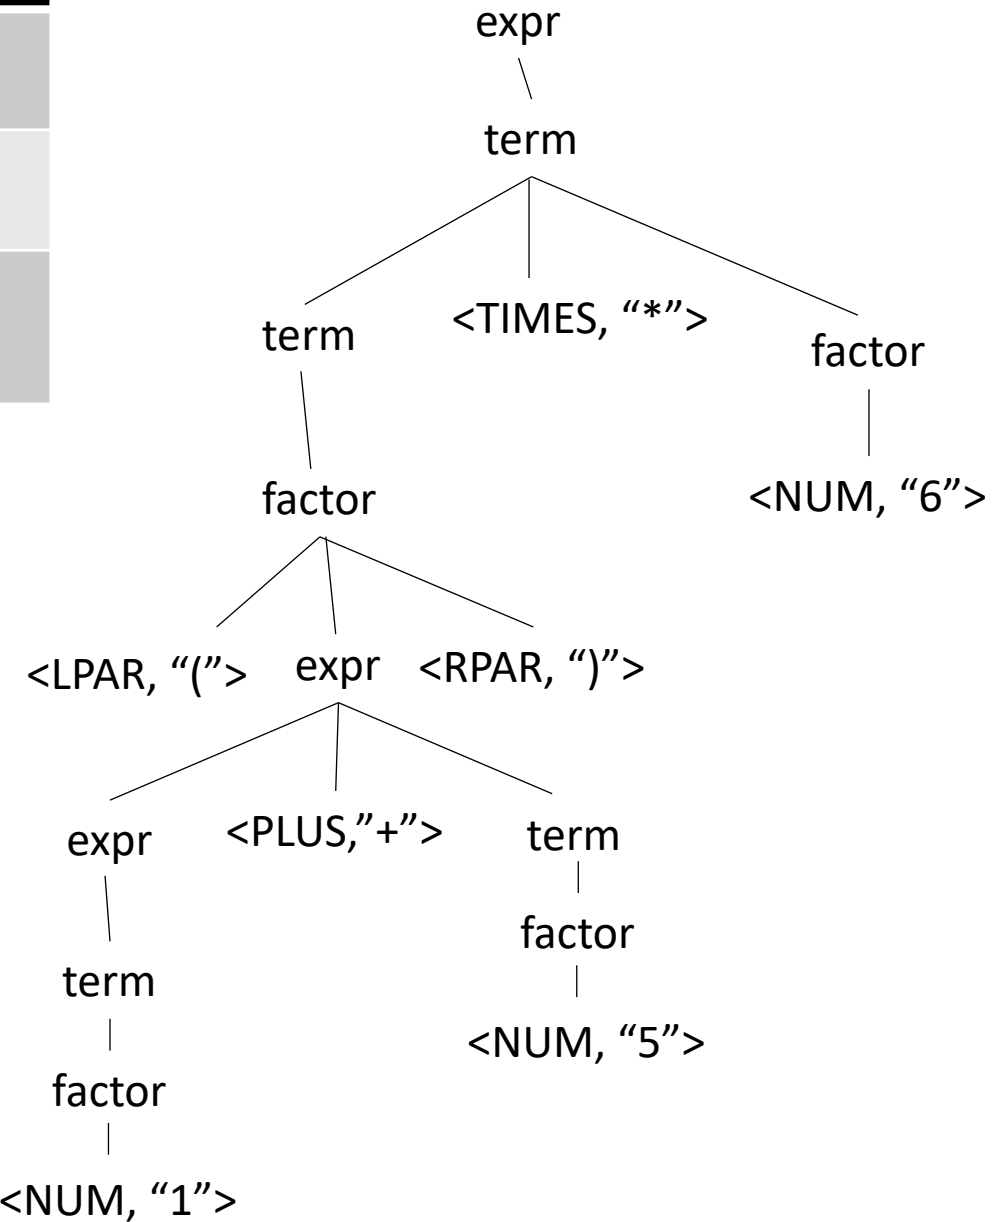 expr
term
term <TIMES, “*”> factor
factor <NUM, “6”>
<LPAR, “(”> expr <RPAR, “)”>
expr <PLUS,”+”> term
factor
term
<NUM, “5”>
factor
<NUM, “1”>